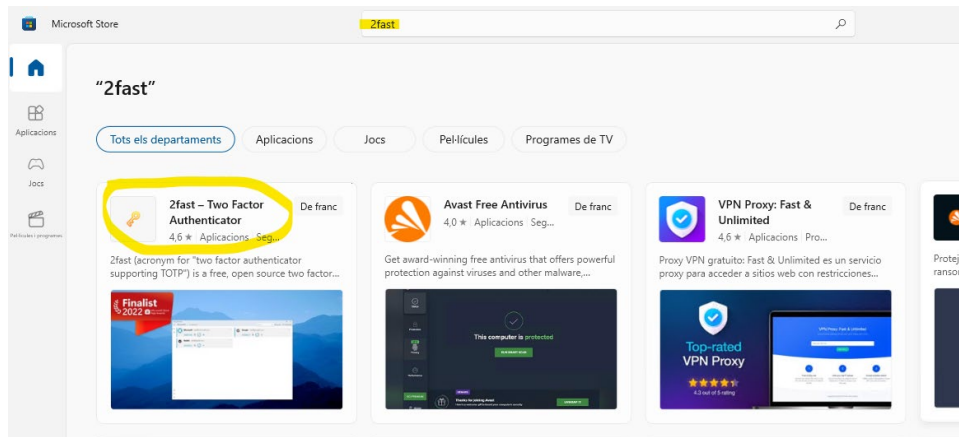 Microsoft Store
2fast
Aplicacions
Jocs
Pel·lícules i programes
"2fast"
Tots els departaments
Aplicacions
Jocs
Pel·lícules
Programes de TV
2fast – Two Factor
Authenticator
De franc
4,6 ★ Aplicacions Seg...
2fast (acronym for "two factor authenticator
supporting TOTP") is a free, open source two factor...
Finalist
2022
Avast Free Antivirus
De franc
4,0 ★ Aplicacions Seg...
Get award-winning free antivirus that offers powerful
protection against viruses and other malware,...
This computer is protected
VPN Proxy: Fast &
Unlimited
De franc
4,6 ★ Aplicacions Pro...
Proxy VPN gratuito: Fast & Unlimited es un servicio
proxy para acceder a sitios web con restricciones...
Top-rated
VPN Proxy
4.3 out of 5 rating
Protej
ranso